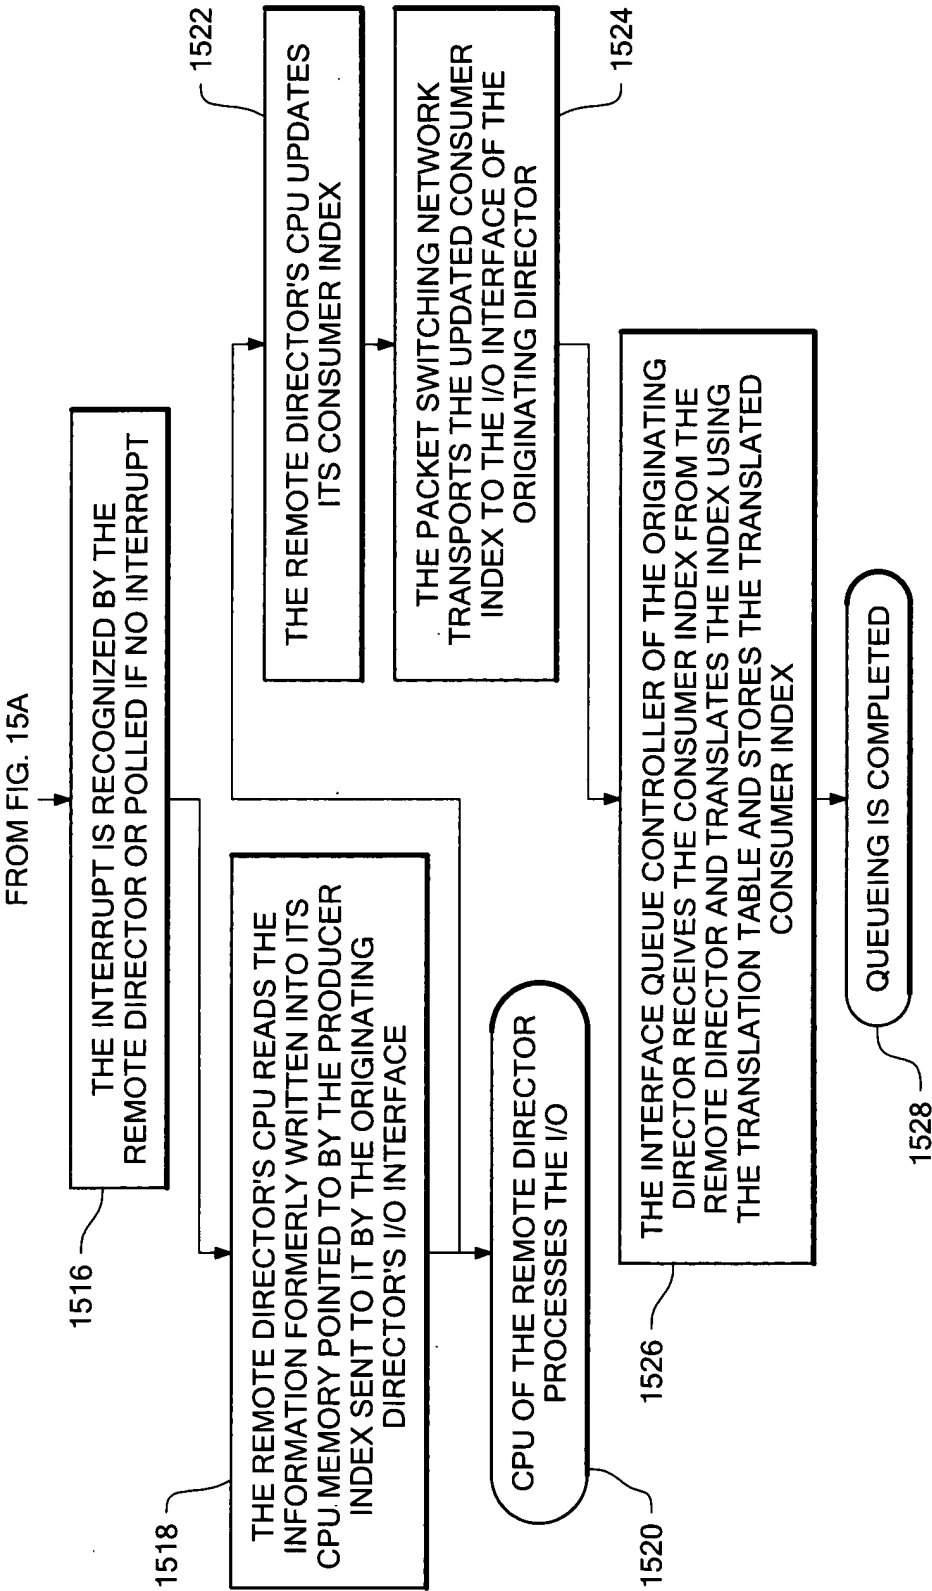 FROM FIG. 15A
THE INTERRUPT IS RECOGNIZED BY THE
REMOTE DIRECTOR OR POLLED IF NO INTERRUPT
1516
THE REMOTE DIRECTOR'S CPU READS THE
INFORMATION FORMERLY WRITTEN INTO ITS
CPU MEMORY POINTED TO BY THE PRODUCER
INDEX SENT TO IT BY THE ORIGINATING
DIRECTOR'S I/O INTERFACE
1518
CPU OF THE REMOTE DIRECTOR
PROCESSES THE I/O
1520
THE REMOTE DIRECTOR'S CPU UPDATES
ITS CONSUMER INDEX
1522
THE PACKET SWITCHING NETWORK
TRANSPORTS THE UPDATED CONSUMER
INDEX TO THE I/O INTERFACE OF THE
ORIGINATING DIRECTOR
1524
THE INTERFACE QUEUE CONTROLLER OF THE ORIGINATING
DIRECTOR RECEIVES THE CONSUMER INDEX FROM THE
REMOTE DIRECTOR AND TRANSLATES THE INDEX USING
THE TRANSLATION TABLE AND STORES THE TRANSLATED
CONSUMER INDEX
1526
QUEUEING IS COMPLETED
1528